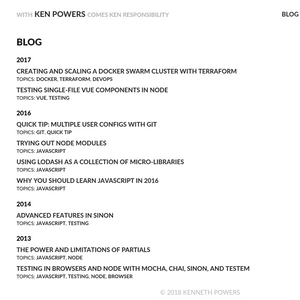 WITH KEN POWERS COMES KEN RESPONSIBILITY
BLOG
BLOG
2017
CREATING AND SCALING A DOCKER SWARM CLUSTER WITH TERRAFORM
TOPICS: DOCKER, TERRAFORM, DEVOPS
TESTING SINGLE-FILE VUE COMPONENTS IN NODE
TOPICS: VUE, TESTING
2016
QUICK TIP: MULTIPLE USER CONFIGS WITH GIT
TOPICS: GIT, QUICK TIP
TRYING OUT NODE MODULES
TOPICS: JAVASCRIPT
USING LODASH AS A COLLECTION OF MICRO-LIBRARIES
TOPICS: JAVASCRIPT
WHY YOU SHOULD LEARN JAVASCRIPT IN 2016
TOPICS: JAVASCRIPT
2014
ADVANCED FEATURES IN SINON
TOPICS: JAVASCRIPT, TESTING
2013
THE POWER AND LIMITATIONS OF PARTIALS
TOPICS: JAVASCRIPT, NODE
TESTING IN BROWSERS AND NODE WITH MOCHA, CHAI, SINON, AND TESTEM
TOPICS: JAVASCRIPT, TESTING, NODE, BROWSER
© 2018 KENNETH POWERS